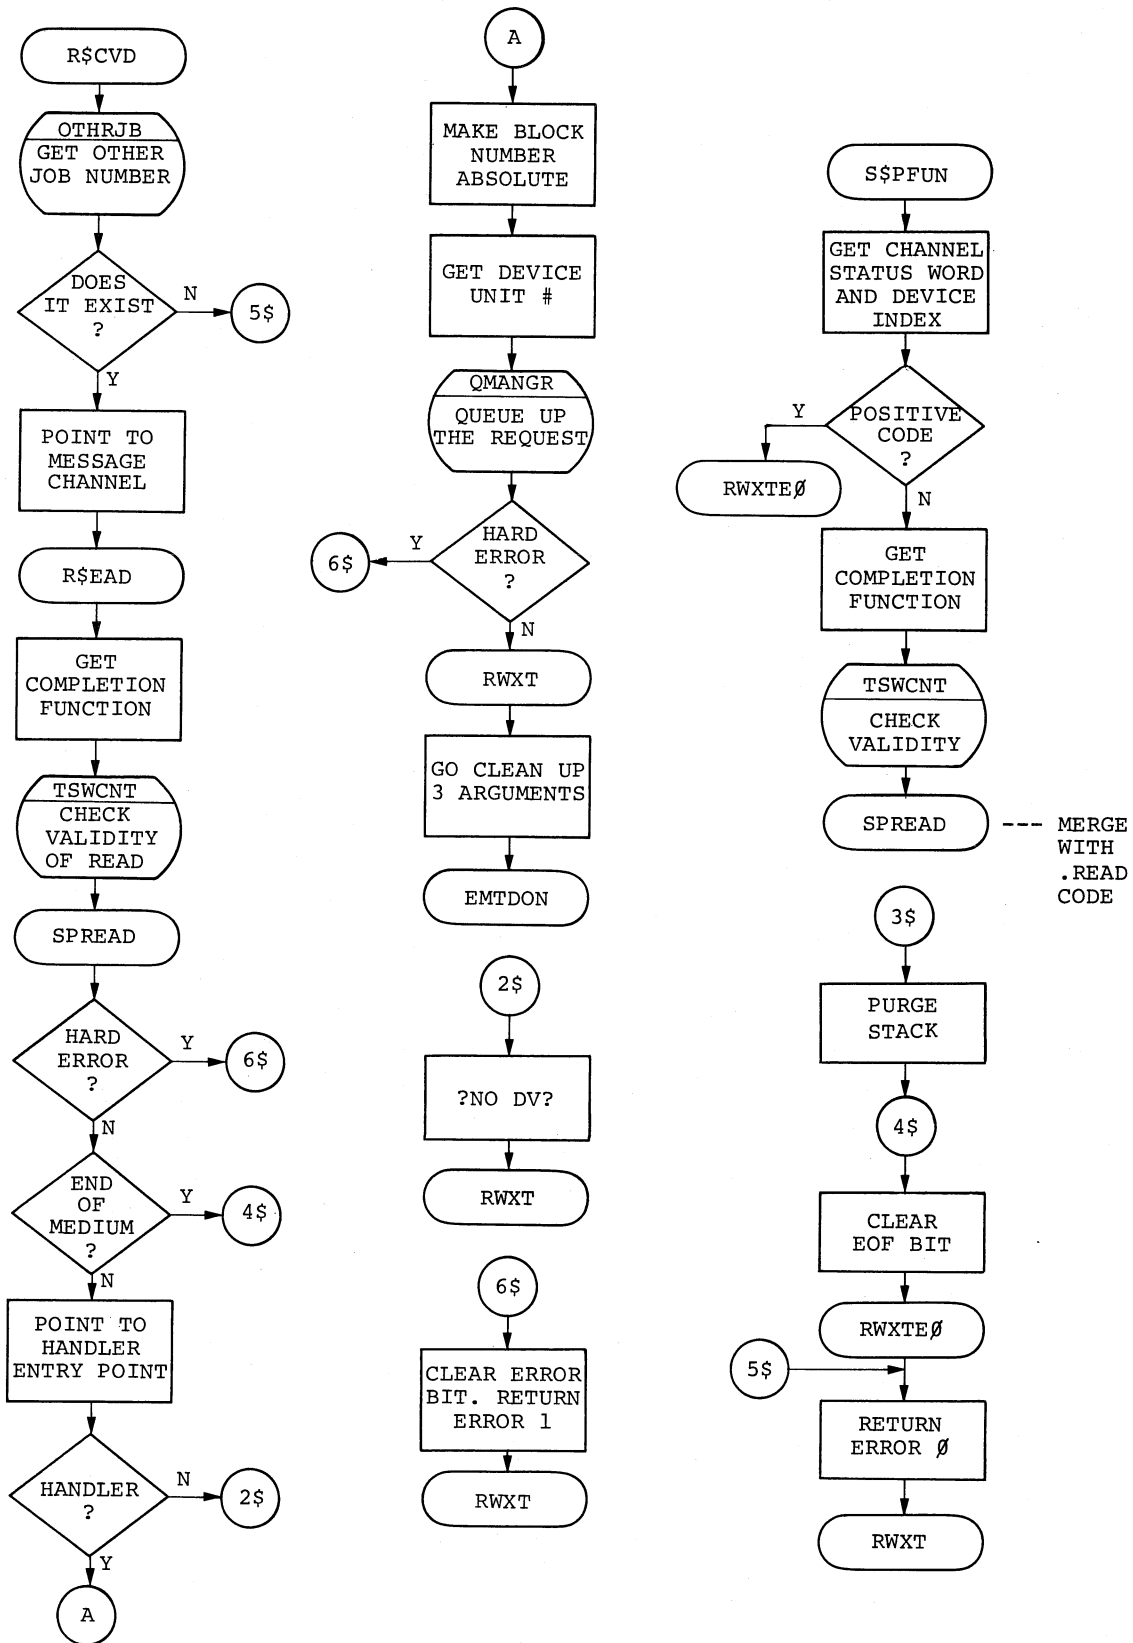 R$CVD
OTHRJB
GET OTHER
JOB NUMBER
DOES
IT EXIST
?
N
5$
Y
POINT TO
MESSAGE
CHANNEL
R$EAD
GET
COMPLETION
FUNCTION
TSWCNT
CHECK
VALIDITY
OF READ
SPREAD
HARD
ERROR
?
Y
6$
N
END
OF
MEDIUM
?
Y
4$
N
POINT TO
HANDLER
ENTRY POINT
HANDLER
?
N
2$
Y
A
A
MAKE BLOCK
NUMBER
ABSOLUTE
GET DEVICE
UNIT #
QMANGR
QUEUE UP
THE REQUEST
HARD
ERROR
?
Y
6$
N
RWXT
GO CLEAN UP
3 ARGUMENTS
EMTDON
2$
?NO DV?
RWXT
6$
CLEAR ERROR
BIT. RETURN
ERROR 1
RWXT
S$PFUN
GET CHANNEL
STATUS WORD
AND DEVICE
INDEX
POSITIVE
CODE
?
Y
RWXTEØ
N
GET
COMPLETION
FUNCTION
TSWCNT
CHECK
VALIDITY
SPREAD
--- MERGE
WITH
.READ
CODE
3$
PURGE
STACK
4$
CLEAR
EOF BIT
RWXTEØ
5$
RETURN
ERROR Ø
RWXT